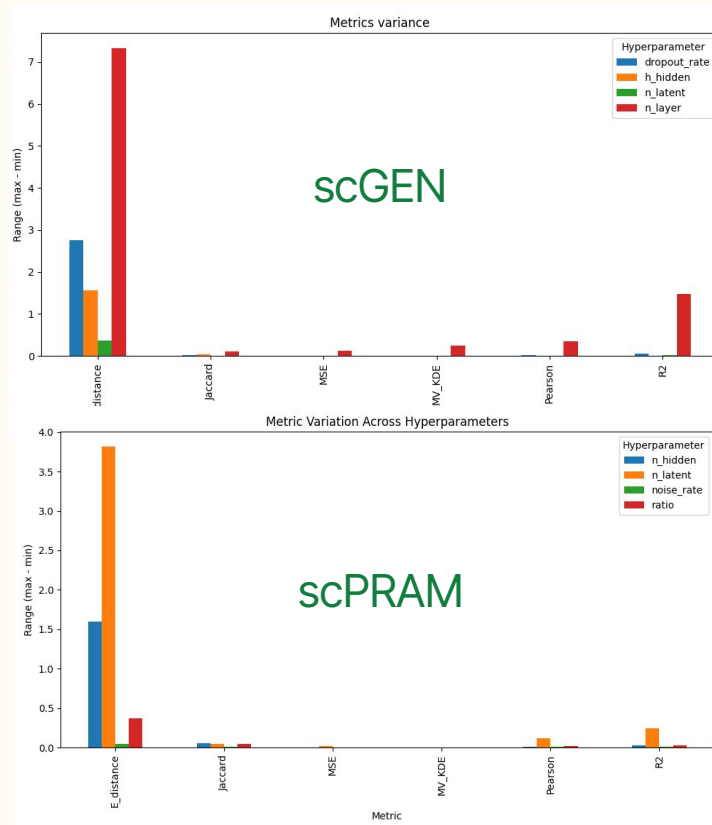 Metrics variance
Range (max - min)
7
6
5
4
3
2
1
0
Hyperparameter
dropout_rate
h_hidden
n_latent
n_layer
scGEN
distance
Jaccard
MSE
MV_KDE
Pearson
R2
Metric Variation Across Hyperparameters
Range (max - min)
4.0
3.5
3.0
2.5
2.0
1.5
1.0
0.5
0.0
Hyperparameter
n_hidden
n_latent
noise_rate
ratio
scPRAM
E_distance
Jaccard
MSE
MV_KDE
Pearson
R2
Metric